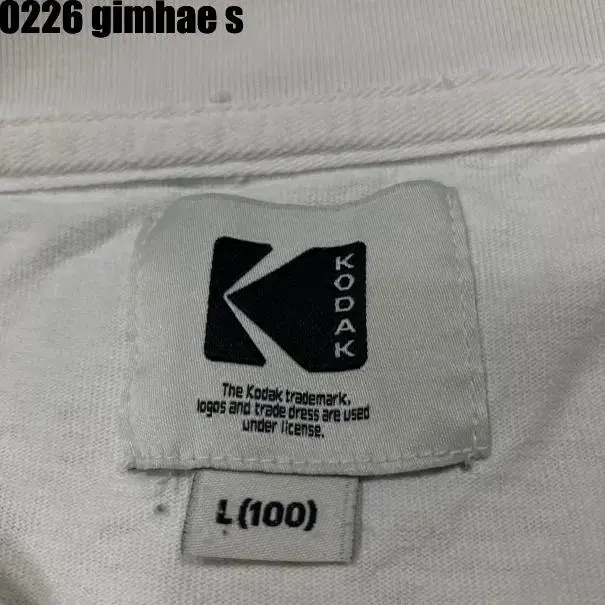 0226 gimhae s
KODAK
The Kodak trademark,
logos and trade dress are used
under license.
L(100)